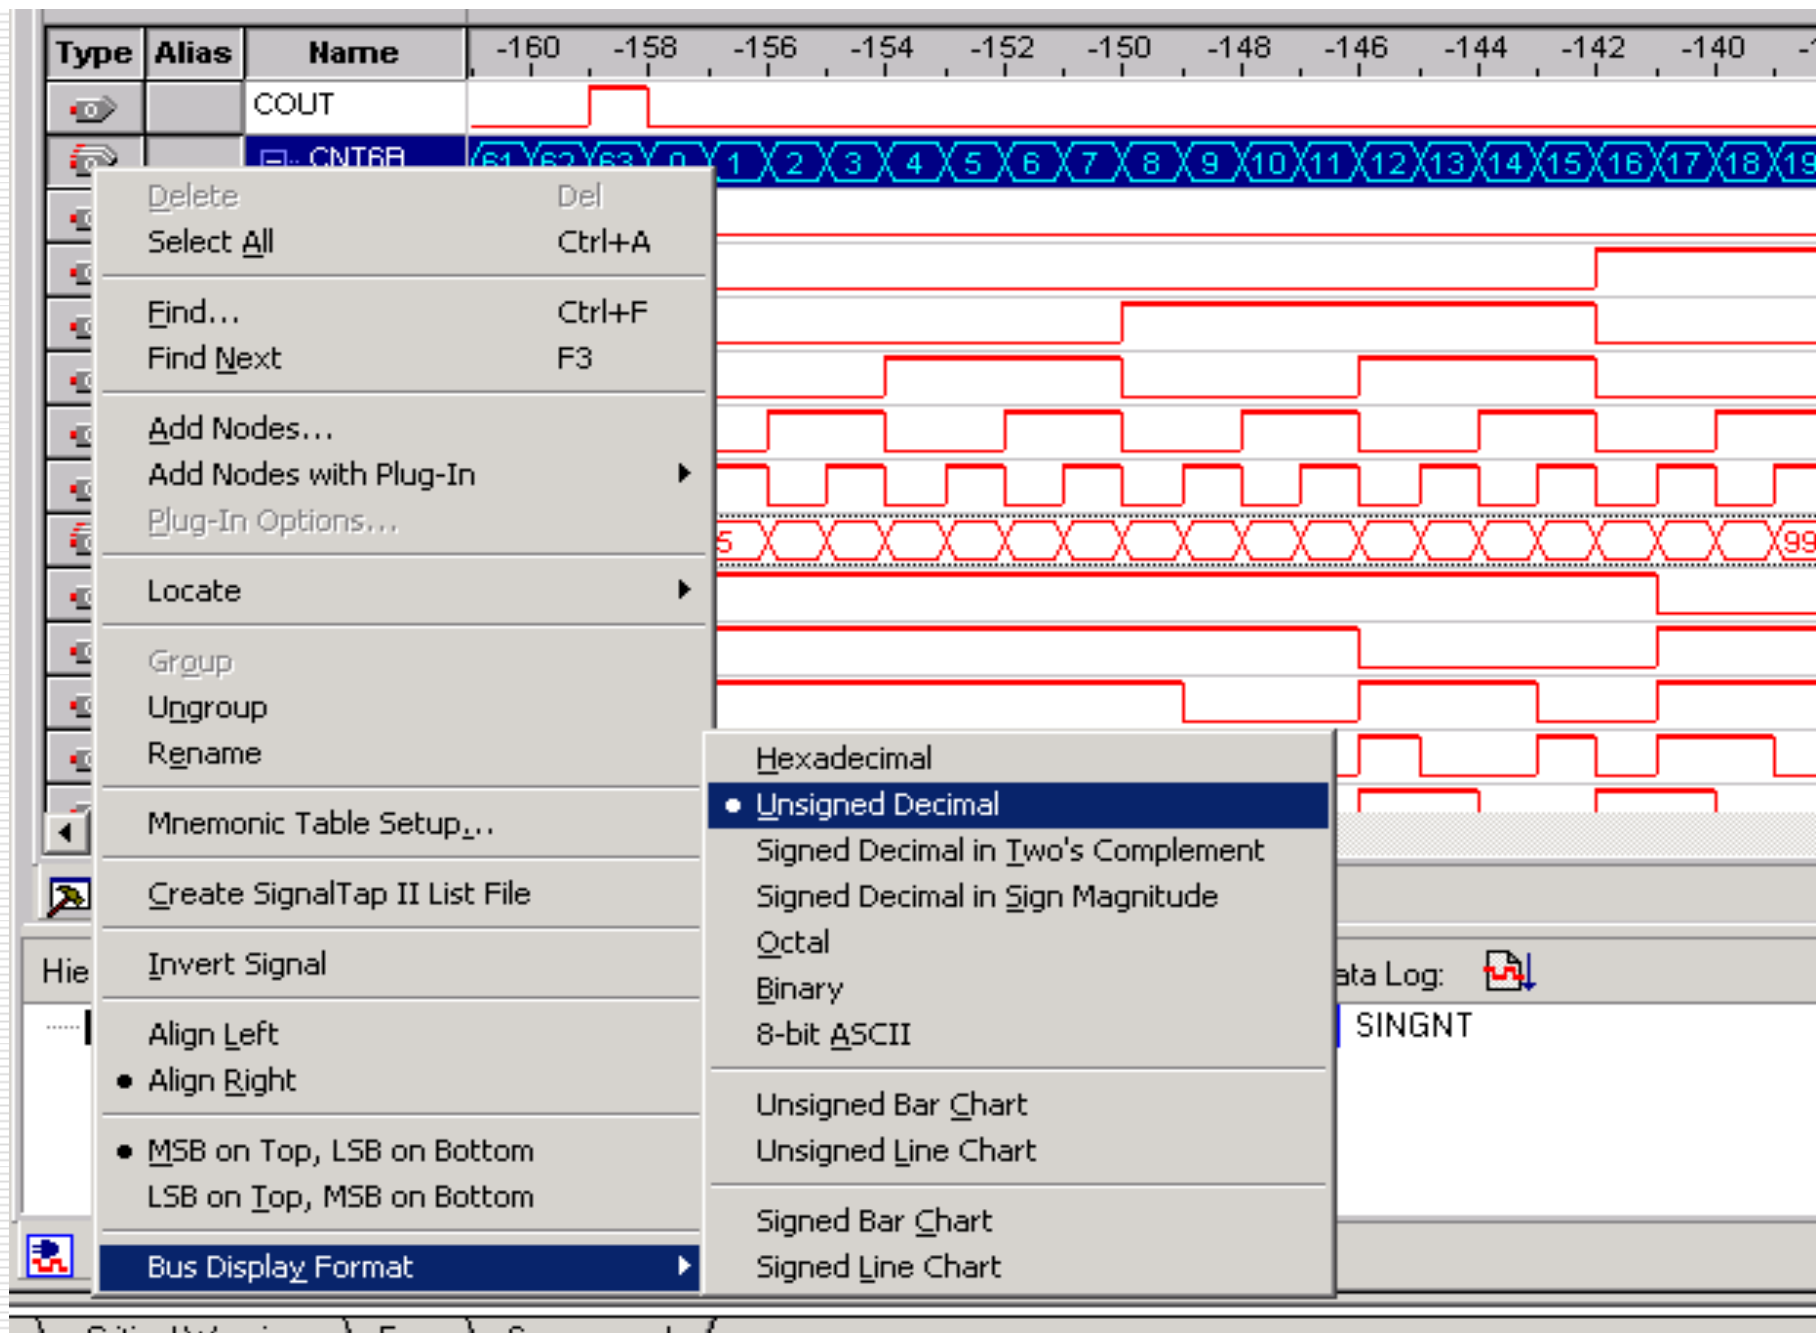 Type Alias Name -160 -158 -156 -154 -152 -150 -148 -146 -144 -142 -140
COUT
CNT6B 61 62 63 0 1 2 3 4 5 6 7 8 9 10 11 12 13 14 15 16 17 18 19
Delete Del
Select All Ctrl+A
Find... Ctrl+F
Find Next F3
Add Nodes...
Add Nodes with Plug-In
Plug-In Options...
5 99
Locate
Group
Ungroup
Rename
Mnemonic Table Setup...
Create SignalTap II List File
Invert Signal
Align Left
Align Right
MSB on Top, LSB on Bottom
LSB on Top, MSB on Bottom
Bus Display Format
Hexadecimal
Unsigned Decimal
Signed Decimal in Two's Complement
Signed Decimal in Sign Magnitude
Octal
Binary
8-bit ASCII
Unsigned Bar Chart
Unsigned Line Chart
Signed Bar Chart
Signed Line Chart
Hie
ata Log:
SINGNT